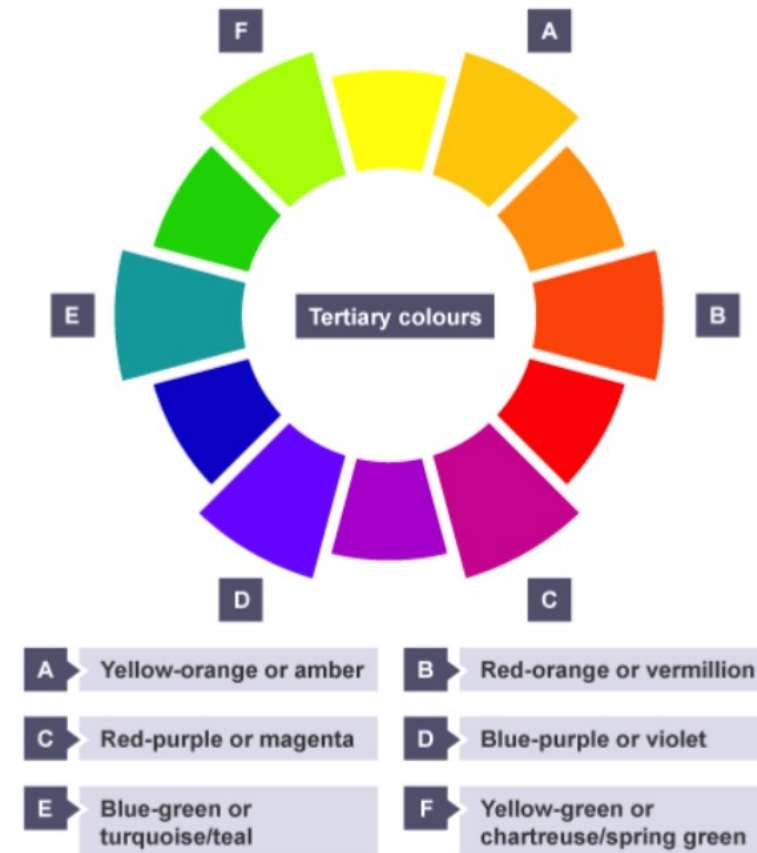 F
A
E
Tertiary colours
B
D
C
A Yellow-orange or amber
B Red-orange or vermillion
C Red-purple or magenta
D Blue-purple or violet
E Blue-green or
turquoise/teal
F Yellow-green or
chartreuse/spring green